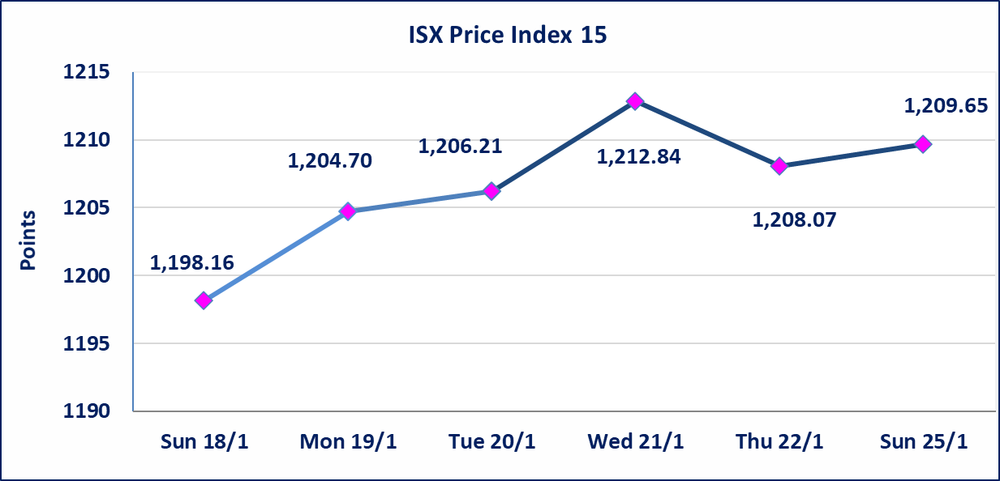 ISX Price Index 15
1215
1210
1205
1200
1195
1190
Points
1,198.16
1,204.70
1,206.21
1,212.84
1,208.07
1,209.65
Sun 18/1
Mon 19/1
Tue 20/1
Wed 21/1
Thu 22/1
Sun 25/1